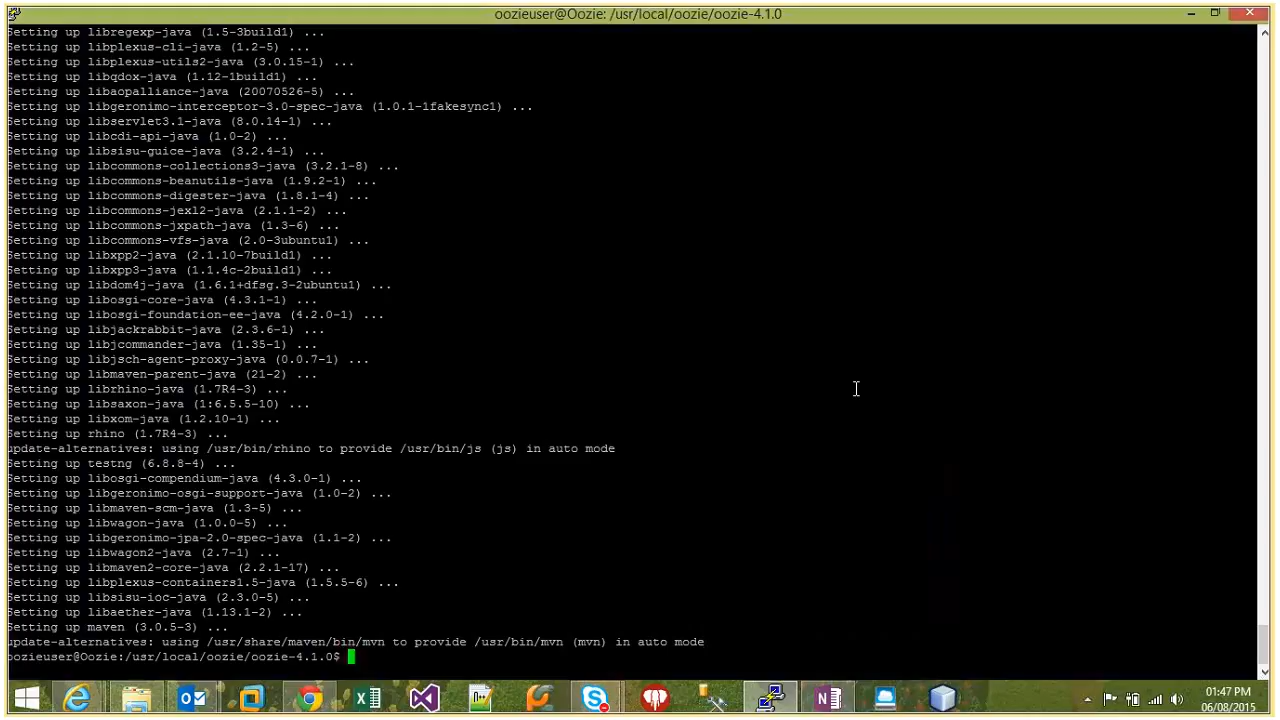 oozieuser@Oozie: /usr/local/oozie/oozie-4.1.0
Setting up libregexp-java (1.5-3build1) ...
Setting up libplexus-cli-java (1.2-5) ...
Setting up libplexus-utils2-java (3.0.15-1) ...
Setting up libqdox-java (1.12-1build1) ...
Setting up libaopalliance-java (20070526-5) ...
Setting up libgeronimo-interceptor-3.0-spec-java (1.0.1-1fakesync1) ...
Setting up libservlet3.1-java (8.0.14-1) ...
Setting up libcdi-api-java (1.0-2) ...
Setting up libsisu-guice-java (3.2.4-1) ...
Setting up libcommons-collections3-java (3.2.1-8) ...
Setting up libcommons-beanutils-java (1.9.2-1) ...
Setting up libcommons-digester-java (1.8.1-4) ...
Setting up libcommons-jexl2-java (2.1.1-2) ...
Setting up libcommons-jxpath-java (1.3-6) ...
Setting up libcommons-vfs-java (2.0-3ubuntu1) ...
Setting up libxpp2-java (2.1.10-7build1) ...
Setting up libxpp3-java (1.1.4c-2build1) ...
Setting up libdom4j-java (1.6.1+dfsg.3-2ubuntu1) ...
Setting up libosgi-core-java (4.3.1-1) ...
Setting up libosgi-foundation-ee-java (4.2.0-1) ...
Setting up libjackrabbit-java (2.3.6-1) ...
Setting up libjcommander-java (1.35-1) ...
Setting up libjsch-agent-proxy-java (0.0.7-1) ...
Setting up libmaven-parent-java (21-2) ...
Setting up librhino-java (1.7R4-3) ...
Setting up libsaxon-java (1:6.5.5-10) ...
Setting up libxom-java (1.2.10-1) ...
Setting up rhino (1.7R4-3) ...
update-alternatives: using /usr/bin/rhino to provide /usr/bin/js (js) in auto mode
Setting up testng (6.8.8-4) ...
Setting up libosgi-compendium-java (4.3.0-1) ...
Setting up libgeronimo-osgi-support-java (1.0-2) ...
Setting up libmaven-scm-java (1.3-5) ...
Setting up libwagon-java (1.0.0-5) ...
Setting up libgeronimo-jpa-2.0-spec-java (1.1-2) ...
Setting up libwagon2-java (2.7-1) ...
Setting up libmaven2-core-java (2.2.1-17) ...
Setting up libplexus-containers1.5-java (1.5.5-6) ...
Setting up libsisu-ioc-java (2.3.0-5) ...
Setting up libaether-java (1.13.1-2) ...
Setting up maven (3.0.5-3) ...
update-alternatives: using /usr/share/maven/bin/mvn to provide /usr/bin/mvn (mvn) in auto mode
oozieuser@Oozie:/usr/local/oozie/oozie-4.1.0$
01:47 PM
06/08/2015